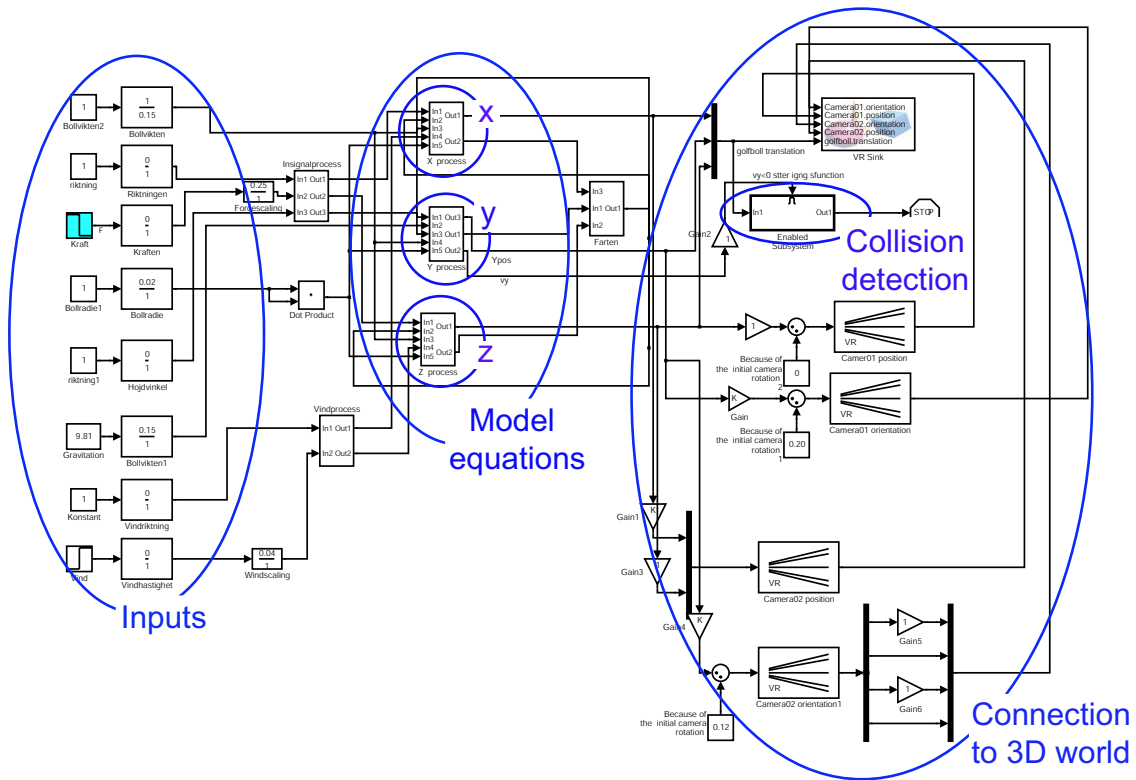 1
Bollvikten2
1
0.15
Bollvikten
1
riktning
0
1
Riktningen
Kraft
F
0
1
Kraften
1
Bollradie1
0.02
1
Bollradie
1
riktning1
0
1
Hojdvinkel
9.81
Gravitation
0.15
1
Bollvikten1
1
Konstant
0
1
Vindriktning
Vind
0
1
Vindhastighet
Inputs
0.25
1
Forcescaling
Insignalprocess
In1 Out1
In2 Out2
In3 Out3
Dot Product
0.04
1
Windscaling
Vindprocess
In1 Out1
In2 Out2
In1
In2
In3
In4
In5
Out1
Out2
X process
x
In1
In2
In3
In4
In5
Out3
Out1
Out2
Y process
y
Ypos
vy
In1
In2
In3
In4
In5
Out1
Out2
Z process
z
Model
equations
In3
In1 Out1
In2
Farten
golfboll translation
Camera01.orientation
Camera01.position
Camera02.orientation
Camera02.position
golfboll.translation
VR Sink
vy<0 stter igng sfunction
In1
Out1
Enabled
Subsystem
STOP
Gain2
1
Collision
detection
1
Because of
the initial camera
rotation
2
0
VR
Camer01 position
K
Gain
Because of
the initial camera
rotation
1
0.20
VR
Camera01 orientation
K
Gain1
1
Gain3
VR
Camera02 position
K
Gain4
Because of
the initial camera
rotation
0.12
VR
Camera02 orientation1
1
Gain5
1
Gain6
Connection
to 3D world